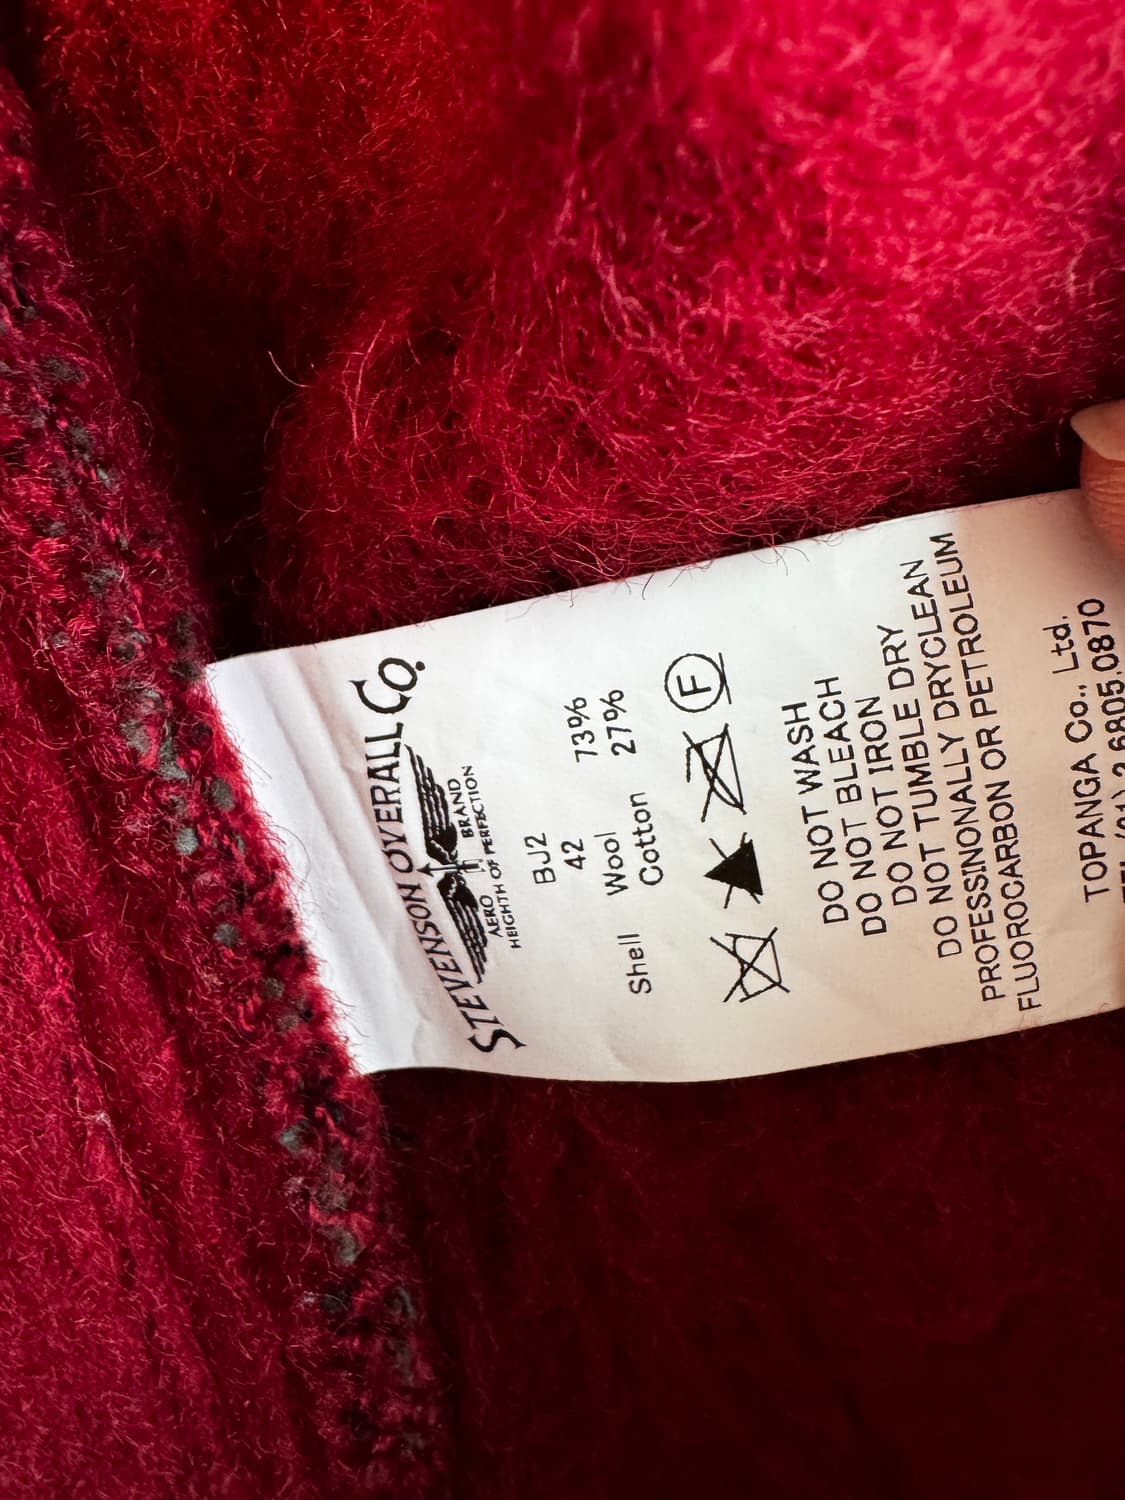 STEVENSON OVERALL CO.
AERO BRAND
HEIGHTH OF PERFECTION
BJ2
42
Shell Wool 73%
Cotton 27%
F
DO NOT WASH
DO NOT BLEACH
DO NOT IRON
DO NOT TUMBLE DRY
DO NOT TUMBLE DRYCLEAN
PROFESSINONALLY DRYCLEAN
FLUOROCARBON OR PETROLEUM
TOPANGA Co., Ltd.
6805.0870